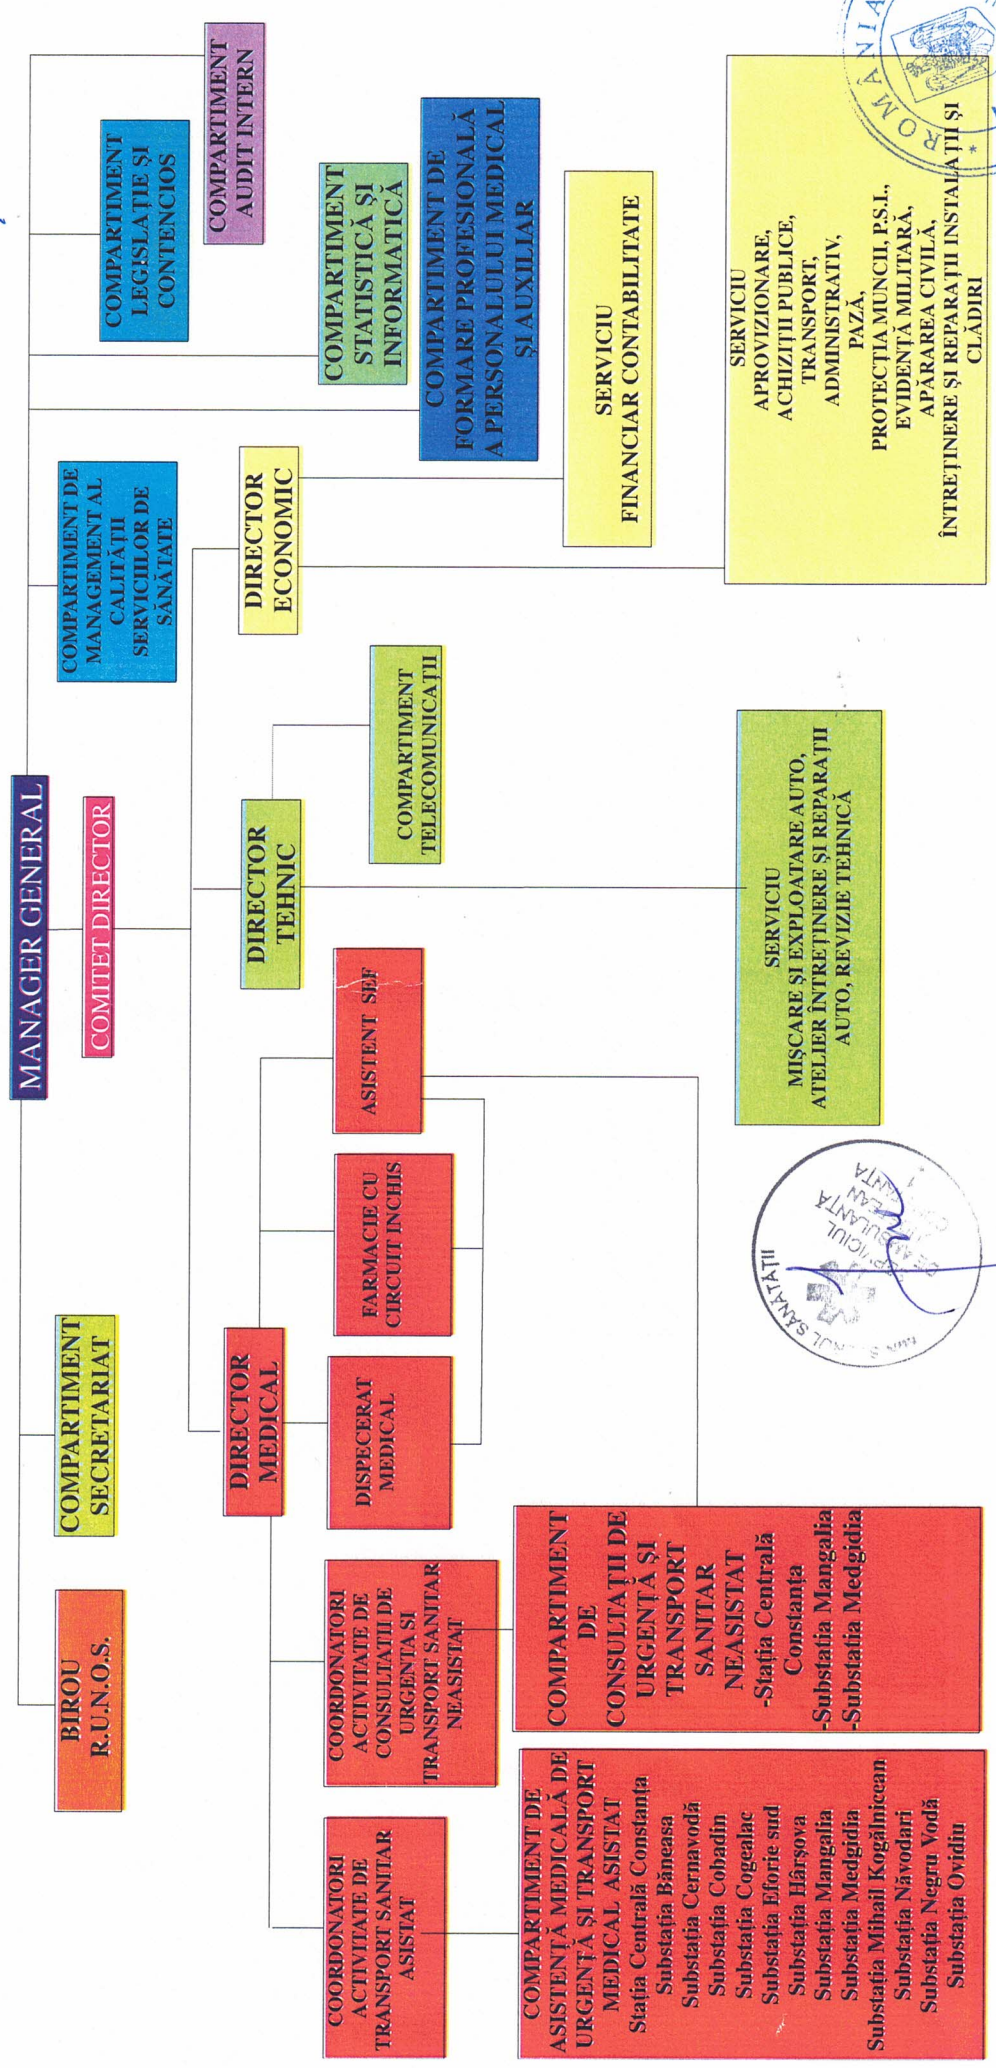 MANAGER GENERAL
COMITET DIRECTOR
BIROU
R.U.N.O.S.
COMPARTIMENT
SECRETARIAT
COMPARTIMENT DE
MANAGEMENT AL
CALITĂȚII
SERVICIILOR DE
SĂNĂTATE
COMPARTIMENT
LEGISLAȚIE ȘI
CONTENCIOS
COMPARTIMENT
AUDIT INTERN
COMPARTIMENT
STATISTICĂ ȘI
INFORMATICĂ
COMPARTIMENT DE
FORMARE PROFESIONALĂ
A PERSONALULUI MEDICAL
ȘI AUXILIAR
DIRECTOR
MEDICAL
DIRECTOR
TEHNIC
DIRECTOR
ECONOMIC
COORDONATORI
ACTIVITATE DE
TRANSPORT SANITAR
ASISTAT
COORDONATORI
ACTIVITATE DE
CONSULTATII DE
URGENTA SI
TRANSPORT SANITAR
NEASISTAT
DISPECERAT
MEDICAL
FARMACIE CU
CIRCUIT INCHIS
ASISTENT SEF
COMPARTIMENT
TELECOMUNICAȚII
SERVICIU
FINANCIAR CONTABILITATE
COMPARTIMENT DE
ASISTENȚĂ MEDICALĂ DE
URGENȚĂ ȘI TRANSPORT
MEDICAL ASISTAT
Stația Centrală Constanța
Substația Băneasa
Substația Cernavodă
Substația Cobadin
Substația Cogealac
Substația Eforie sud
Substația Hârșova
Substația Mangalia
Substația Medgidia
Substația Mihail Kogălnicean
Substația Năvodari
Substația Negru Vodă
Substația Ovidiu
COMPARTIMENT
DE
CONSULTAȚII DE
URGENȚĂ ȘI
TRANSPORT
SANITAR
NEASISTAT
-Stația Centrală
Constanța
-Substația Mangalia
-Substatia Medgidia
SERVICIU
MIȘCARE ȘI EXPLOATARE AUTO,
ATELIER ÎNTREȚINERE ȘI REPARAȚII
AUTO, REVIZIE TEHNICĂ
SERVICIU
APROVIZIONARE,
ACHIZIȚII PUBLICE,
TRANSPORT,
ADMINISTRATIV,
PAZĂ,
PROTECȚIA MUNCII, P.S.I.,
EVIDENȚĂ MILITARĂ,
APĂRAREA CIVILĂ,
ÎNTREȚINERE ȘI REPARAȚII INSTALAȚII ȘI
CLĂDIRI
SĂNĂTĂȚII
DE AMBULANȚĂ
* ROMÂNIA